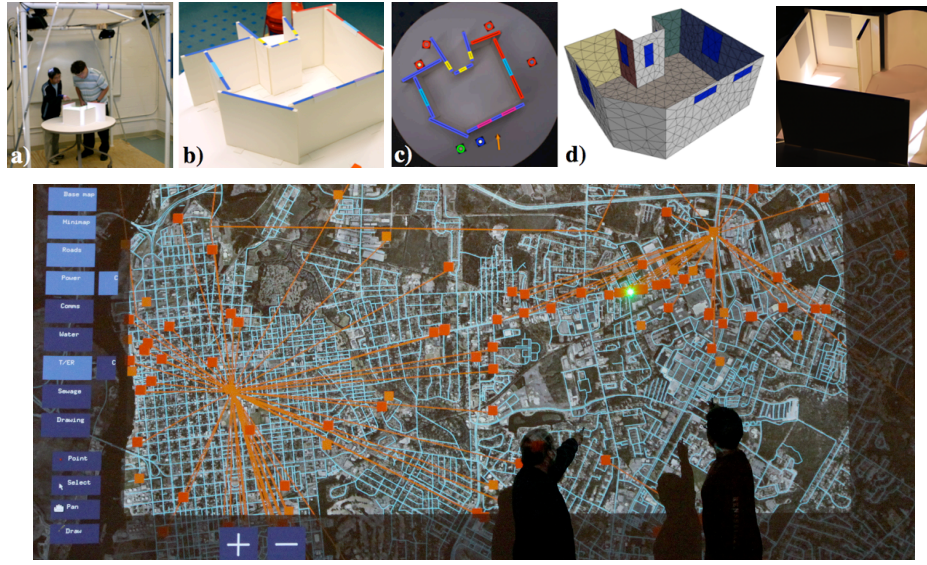 a)
b)
c)
d)
Base map
Minimap
Roads
Power
C
Comms
Water
T/ER
C
Sewage
Drawing
Point
Select
Pan
Draw
+
−